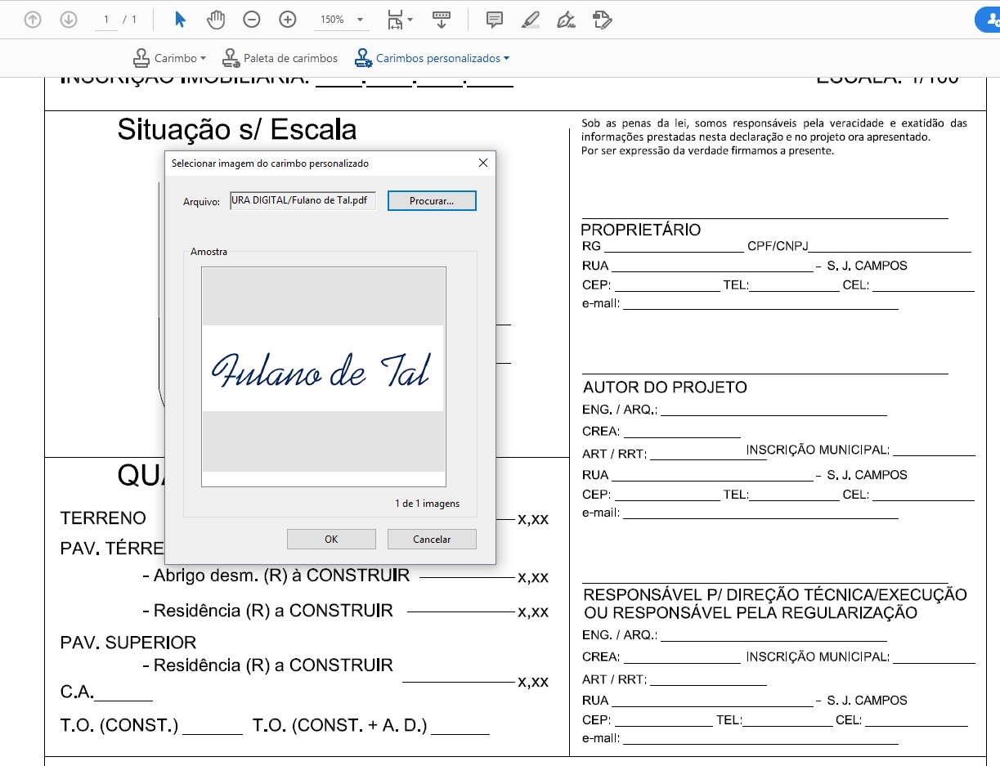 1 / 1
150%
Carimbo
Paleta de carimbos
Carimbos personalizados
INSCRIÇÃO IMOBILIÁRIA: ____.____.____.____
ESCALA: 1/100
Situação s/ Escala
Selecionar imagem do carimbo personalizado
Arquivo:
URA DIGITAL/Fulano de Tal.pdf
Procurar...
Amostra
Fulano de Tal
1 de 1 imagens
OK
Cancelar
QUA
TERRENO
x,xx
PAV. TÉRRE
- Abrigo desm. (R) à CONSTRUIR
x,xx
- Residência (R) a CONSTRUIR
x,xx
PAV. SUPERIOR
- Residência (R) a CONSTRUIR
x,xx
C.A.
T.O. (CONST.)
T.O. (CONST. + A. D.)
Sob as penas da lei, somos responsáveis pela veracidade e exatidão das
informações prestadas nesta declaração e no projeto ora apresentado.
Por ser expressão da verdade firmamos a presente.
PROPRIETÁRIO
RG CPF/CNPJ
RUA - S. J. CAMPOS
CEP: TEL: CEL:
e-mail:
AUTOR DO PROJETO
ENG. / ARQ.:
CREA:
ART / RRT: INSCRIÇÃO MUNICIPAL:
RUA - S. J. CAMPOS
CEP: TEL: CEL:
e-mail:
RESPONSÁVEL P/ DIREÇÃO TÉCNICA/EXECUÇÃO
OU RESPONSÁVEL PELA REGULARIZAÇÃO
ENG. / ARQ.:
CREA: INSCRIÇÃO MUNICIPAL:
ART / RRT:
RUA - S. J. CAMPOS
CEP: TEL: CEL:
e-mail: